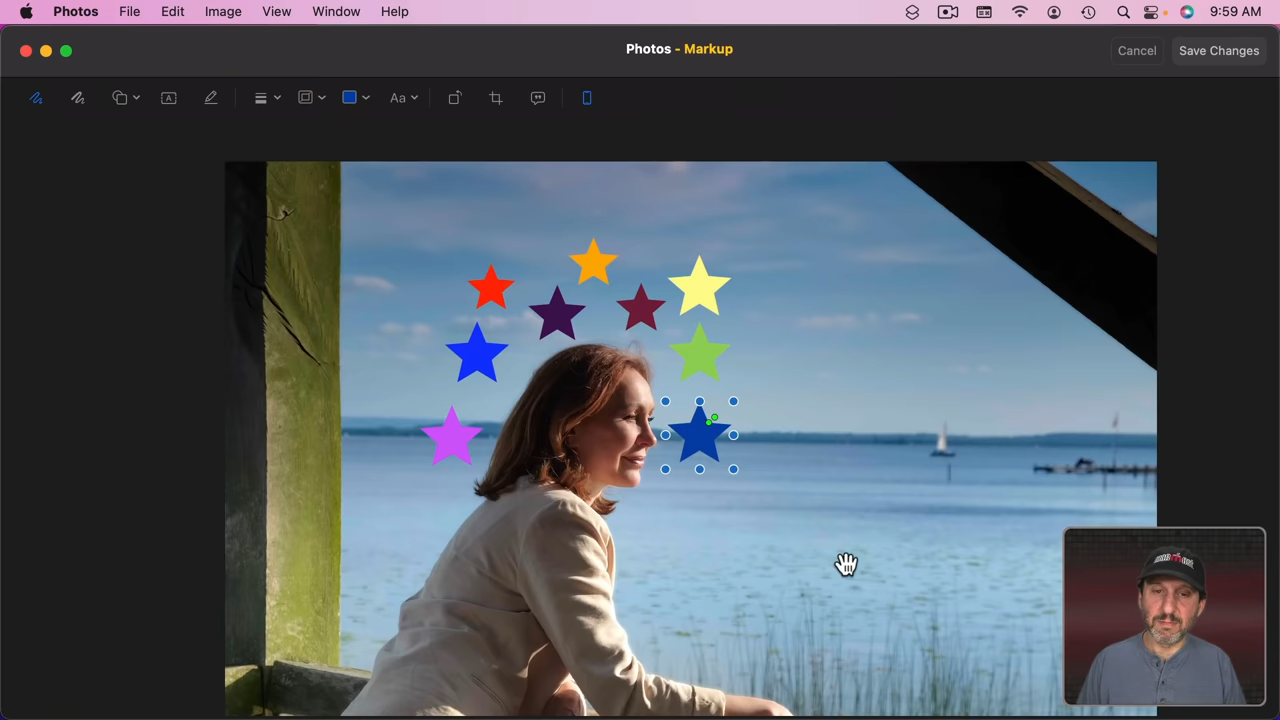 Photos File Edit Image View Window Help 9:59 AM
Photos - Markup Cancel Save Changes
A Aa